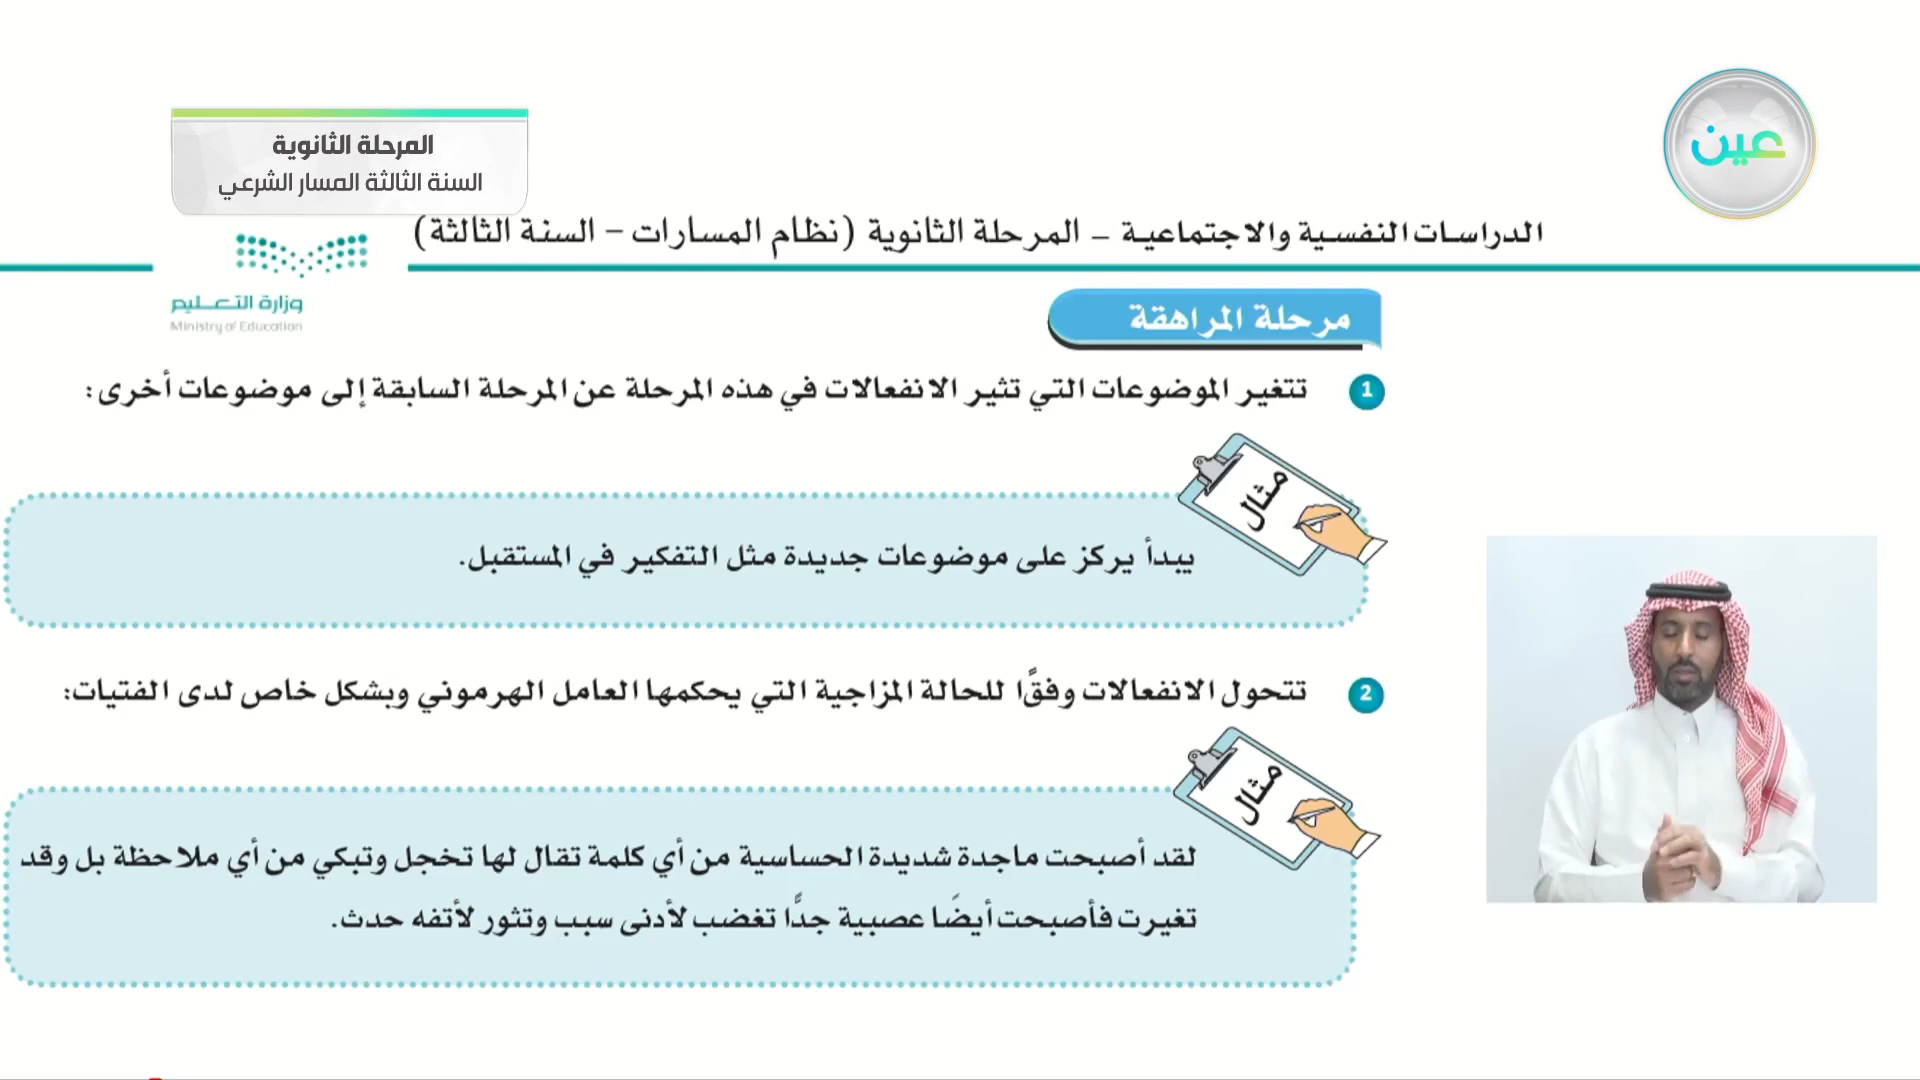 عين
المرحلة الثانوية
السنة الثالثة المسار الشرعي
الدراسات النفسية والاجتماعية – المرحلة الثانوية (نظام المسارات – السنة الثالثة)
وزارة التعليم
Ministry of Education
مرحلة المراهقة
1 تتغير الموضوعات التي تثير الانفعالات في هذه المرحلة عن المرحلة السابقة إلى موضوعات أخرى:
مثال
يبدأ يركز على موضوعات جديدة مثل التفكير في المستقبل.
2 تتحول الانفعالات وفقًا للحالة المزاجية التي يحكمها العامل الهرموني وبشكل خاص لدى الفتيات:
مثال
لقد أصبحت ماجدة شديدة الحساسية من أي كلمة تقال لها تخجل وتبكي من أي ملاحظة بل وقد
تغيرت فأصبحت أيضًا عصبية جدًّا تغضب لأدنى سبب وتثور لأتفه حدث.